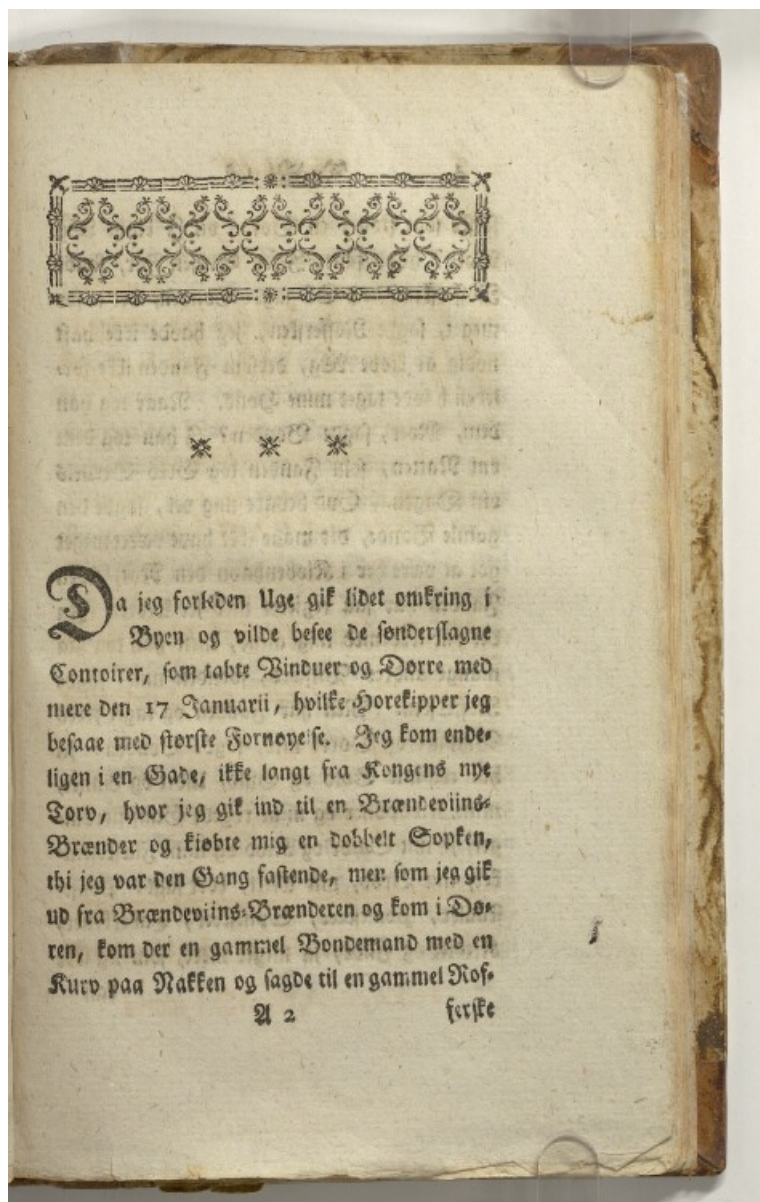 Da jeg forleden Uge gik lidet omkring i
Byen og vilde besee de sønderslagne
Contoirer, som tabte Vinduer og Dørre med
mere den 17 Januarii, hvilke Horekipper jeg
besaae med største Fornøyelse. Jeg kom ende-
ligen i en Gade, ikke langt fra Kongens nye
Torv, hvor jeg gik ind til en Brændeviins-
Brænder og kiøbte mig en dobbelt Sopken,
thi jeg var den Gang fastende, men som jeg gik
ud fra Brændeviins-Brænderen og kom i Dø-
ren, kom der en gammel Bondemand med en
Kurv paa Nakken og sagde til en gammel Rof-
A 2 ferske